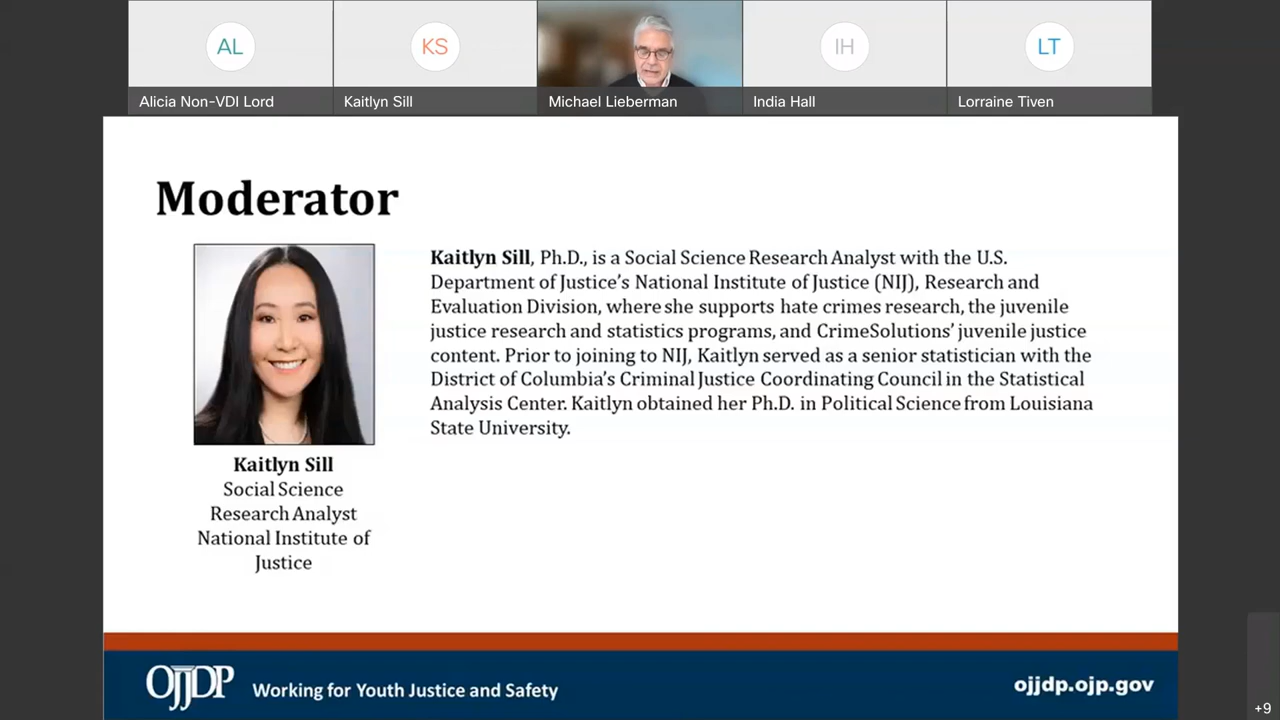 AL
KS
IH
LT
Alicia Non-VDI Lord
Kaitlyn Sill
Michael Lieberman
India Hall
Lorraine Tiven
Moderator
Kaitlyn Sill, Ph.D., is a Social Science Research Analyst with the U.S.
Department of Justice’s National Institute of Justice (NIJ), Research and
Evaluation Division, where she supports hate crimes research, the juvenile
justice research and statistics programs, and CrimeSolutions’ juvenile justice
content. Prior to joining to NIJ, Kaitlyn served as a senior statistician with the
District of Columbia’s Criminal Justice Coordinating Council in the Statistical
Analysis Center. Kaitlyn obtained her Ph.D. in Political Science from Louisiana
State University.
Kaitlyn Sill
Social Science
Research Analyst
National Institute of
Justice
OJJDP
Working for Youth Justice and Safety
ojjdp.ojp.gov
+9